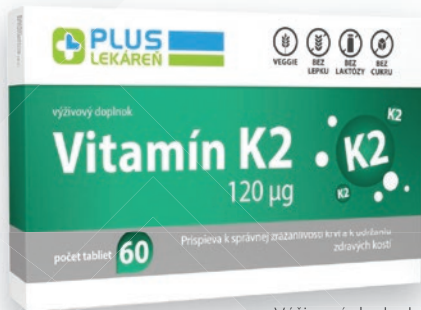 PLUS
LEKÁREŇ
VEGGIE
BEZ
LEPKU
BEZ
LAKTÓZY
BEZ
CUKRU
výživový doplnok
Vitamín K2
120 µg
K2
K2
K2
počet tabliet 60
Prispieva k správnej zrážanlivosti krvi a k udržaniu
zdravých kostí